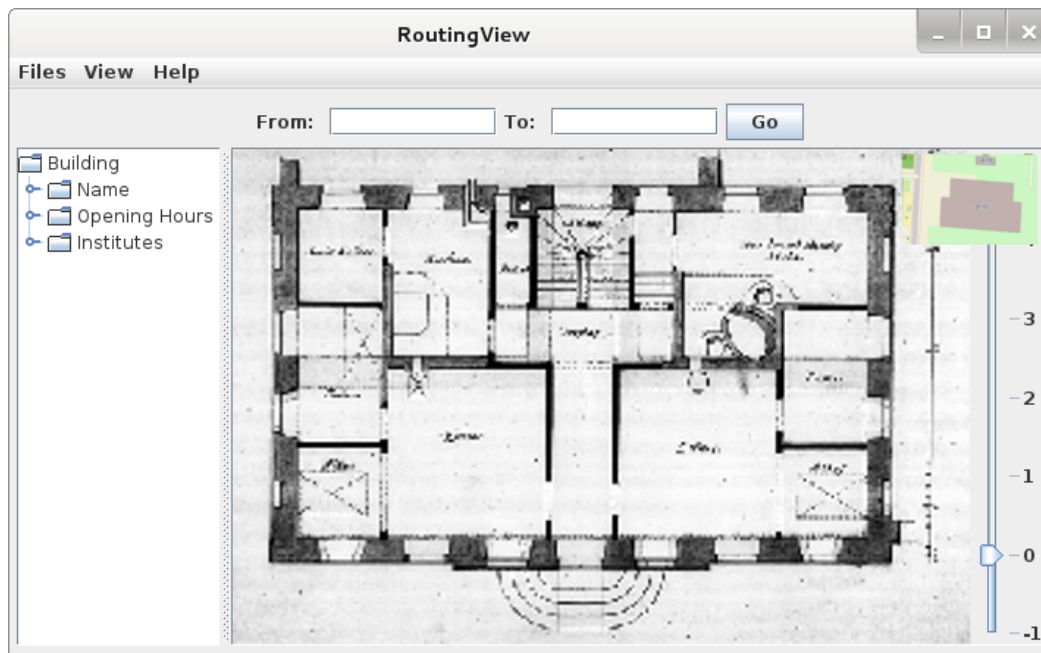 RoutingView
Files View Help
From: To: Go
Building
Name
Opening Hours
Institutes
3
2
1
0
-1